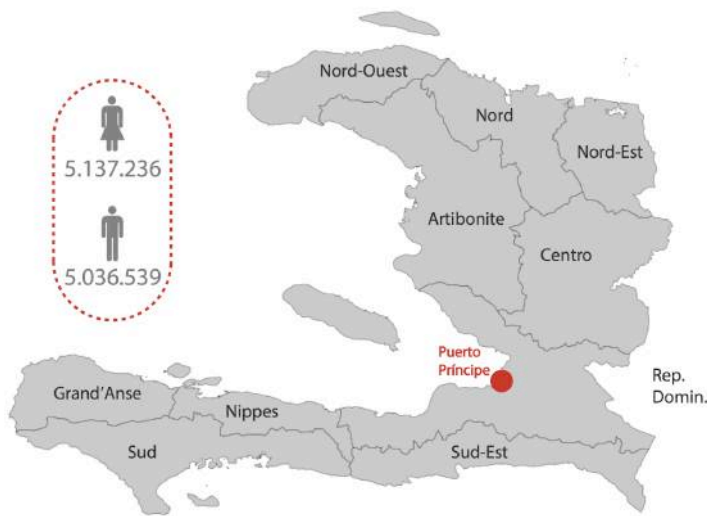 Nord-Ouest
Nord
Nord-Est
5.137.236
Artibonite
Centro
5.036.539
Puerto
Príncipe
Rep.
Domin.
Grand'Anse
Nippes
Sud
Sud-Est